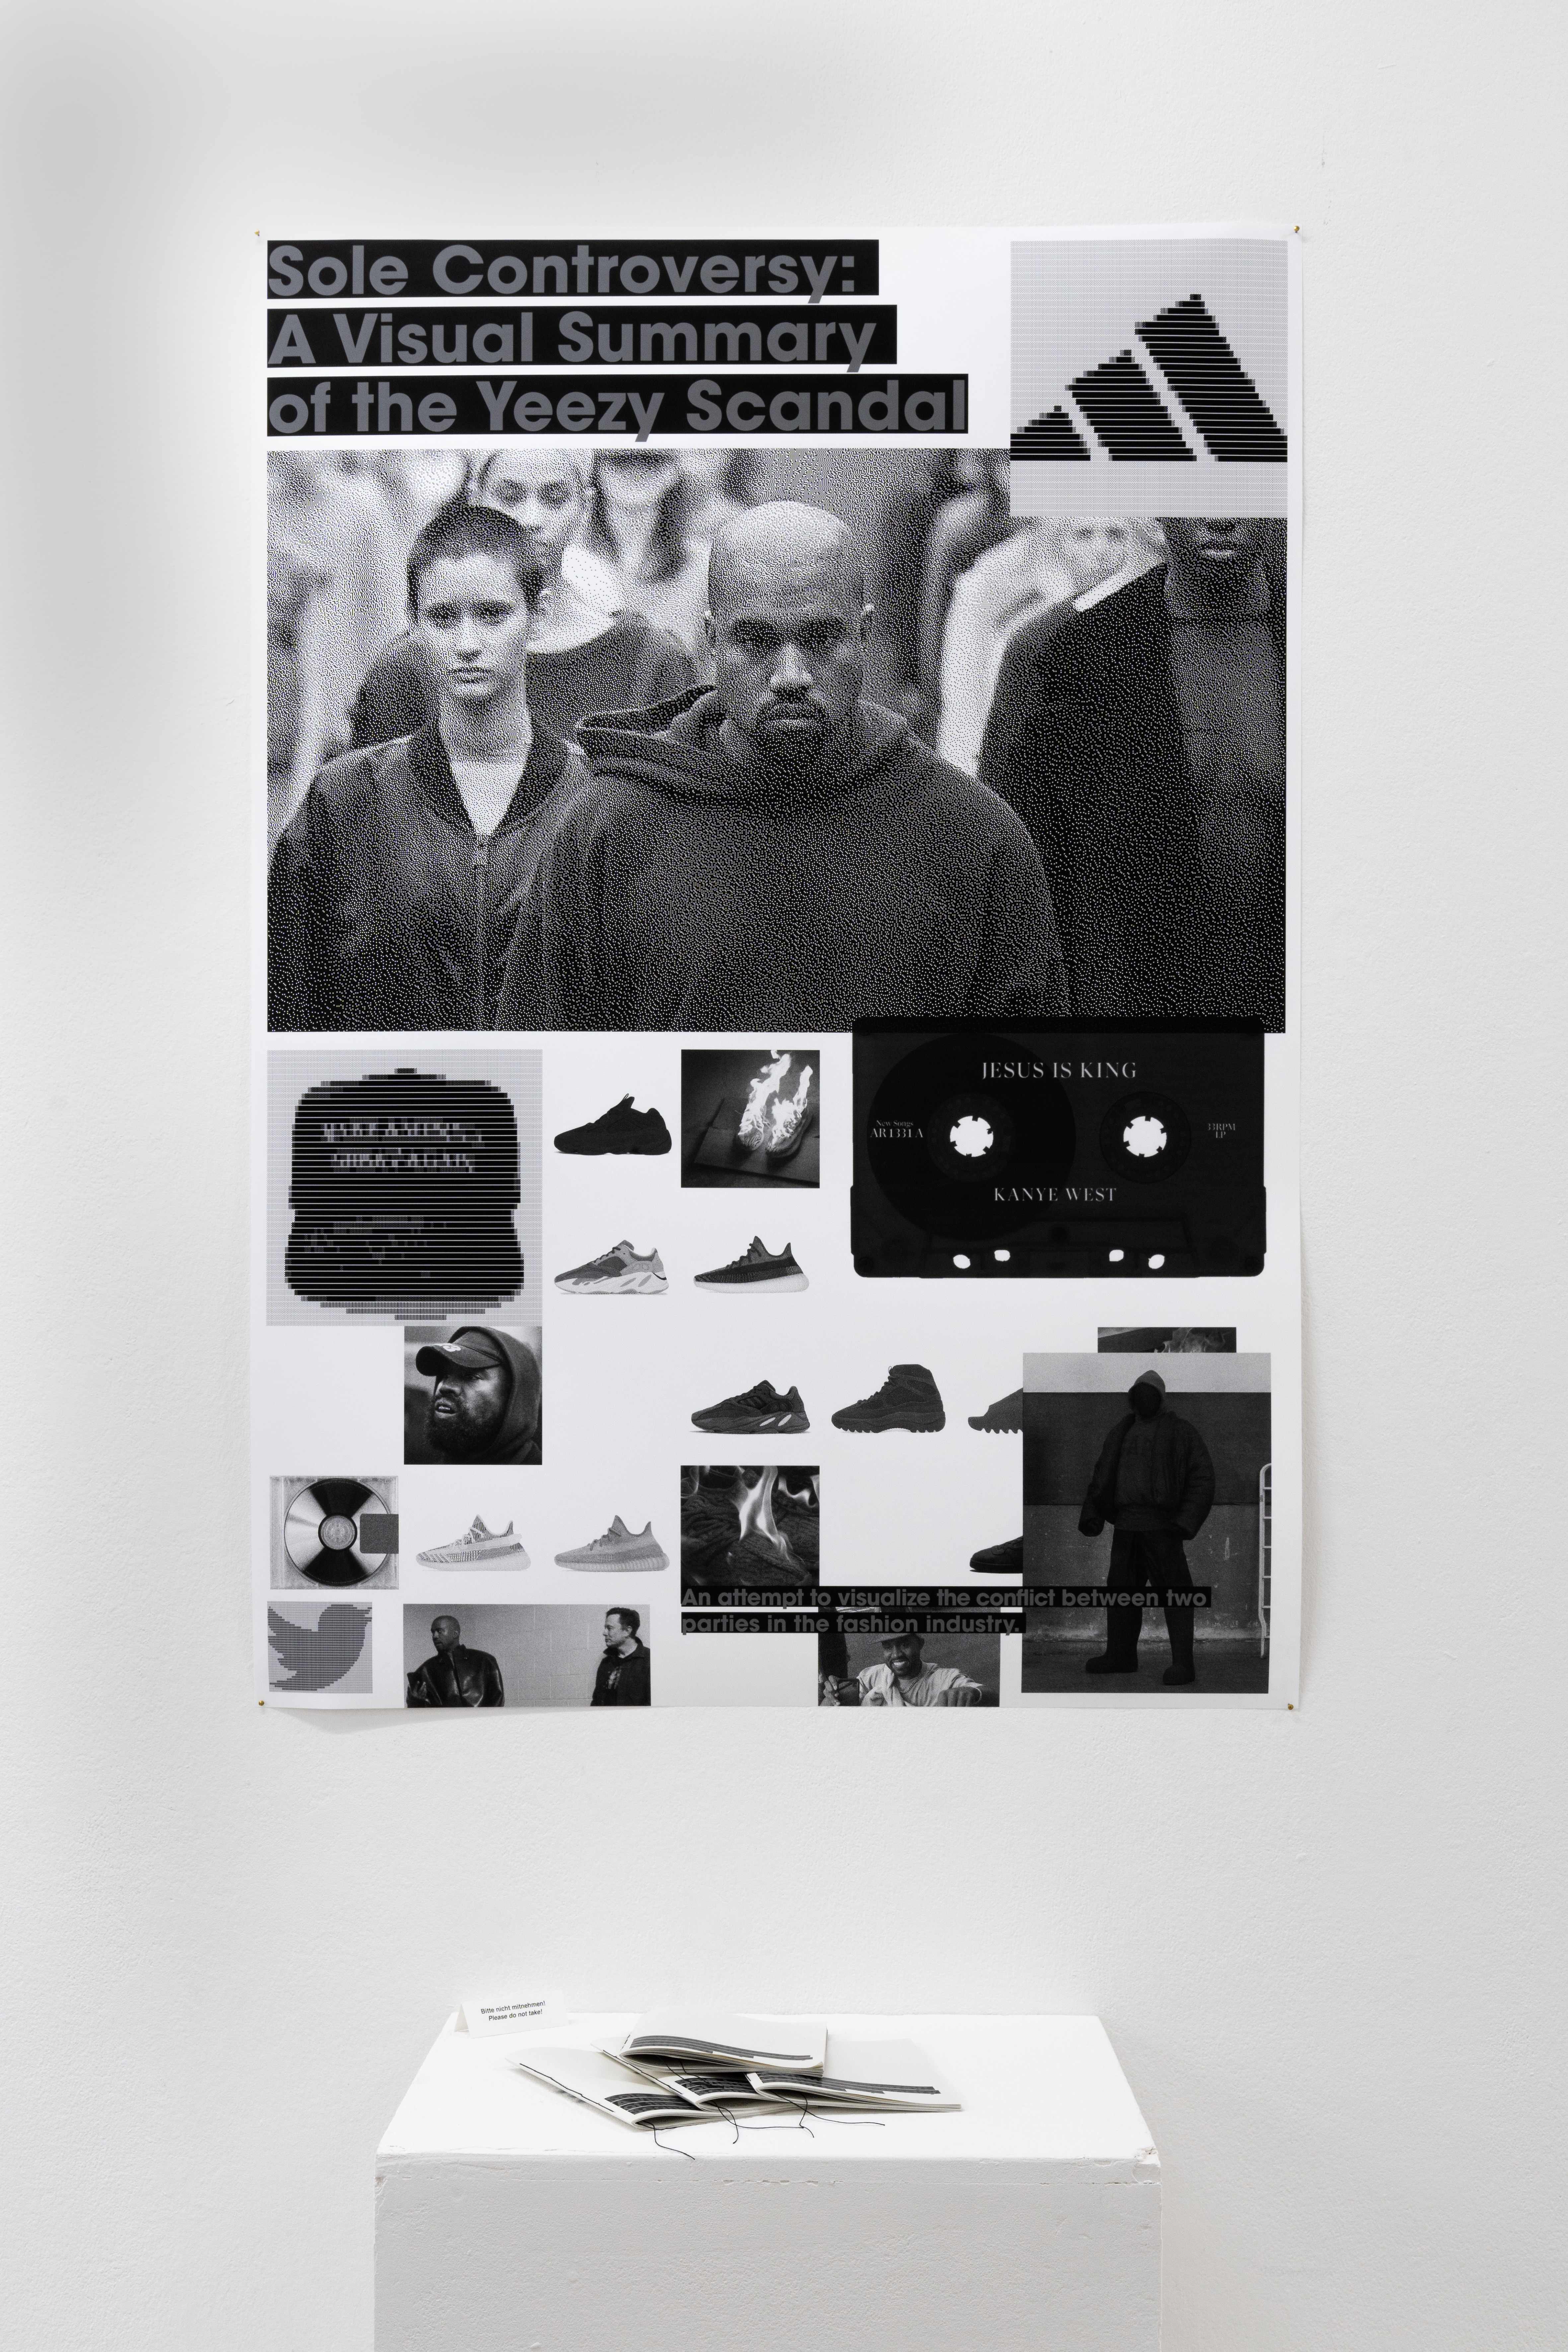 Sole Controversy:
A Visual Summary
of the Yeezy Scandal
JESUS IS KING
New Songs
AR1331A
33RPM
LP
KANYE WEST
An attempt to visualize the conflict between two
parties in the fashion industry.
Bitte nicht mitnehmen!
Please do not take!